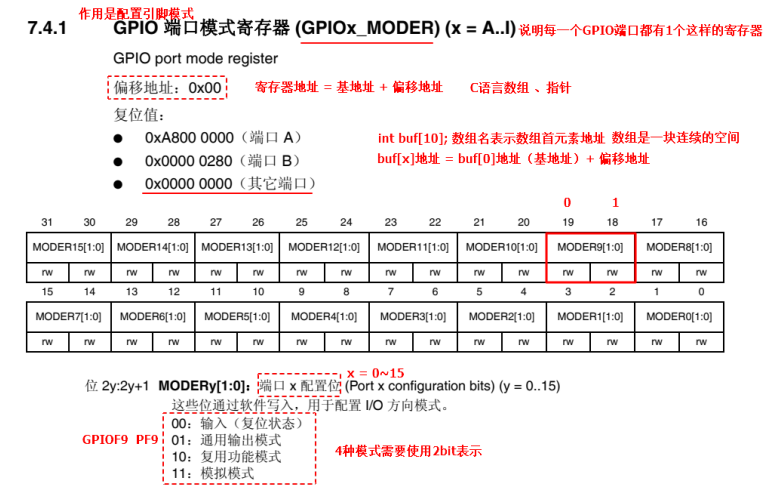 作用是配置引脚模式
7.4.1 GPIO 端口模式寄存器 (GPIOx_MODER) (x = A..I) 说明每一个GPIO端口都有1个这样的寄存器
GPIO port mode register
偏移地址：0x00 寄存器地址 = 基地址 + 偏移地址 C语言数组 、指针
复位值：
● 0xA800 0000（端口 A） int buf[10]; 数组名表示数组首元素地址 数组是一块连续的空间
● 0x0000 0280（端口 B） buf[x]地址 = buf[0]地址（基地址）+ 偏移地址
● 0x0000 0000（其它端口）
0 1
31 30 29 28 27 26 25 24 23 22 21 20 19 18 17 16
MODER15[1:0] MODER14[1:0] MODER13[1:0] MODER12[1:0] MODER11[1:0] MODER10[1:0] MODER9[1:0] MODER8[1:0]
rw rw rw rw rw rw rw rw rw rw rw rw rw rw rw rw
15 14 13 12 11 10 9 8 7 6 5 4 3 2 1 0
MODER7[1:0] MODER6[1:0] MODER5[1:0] MODER4[1:0] MODER3[1:0] MODER2[1:0] MODER1[1:0] MODER0[1:0]
rw rw rw rw rw rw rw rw rw rw rw rw rw rw rw rw
x = 0~15
位 2y:2y+1 MODERy[1:0]：端口 x 配置位 (Port x configuration bits) (y = 0..15)
这些位通过软件写入，用于配置 I/O 方向模式。
00：输入（复位状态）
GPIOF9 PF9 01：通用输出模式
10：复用功能模式 4种模式需要使用2bit表示
11：模拟模式